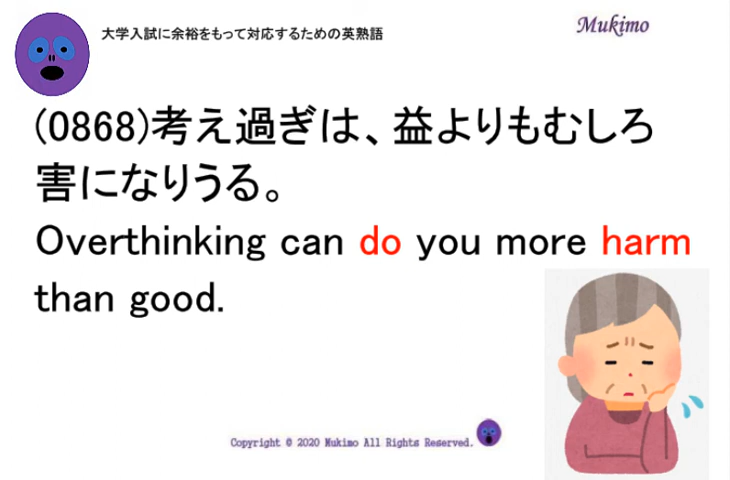 大学入試に余裕をもって対応するための英熟語
Mukimo
(0868)考え過ぎは、益よりもむしろ
害になりうる。
Overthinking can do you more harm
than good.
Copyright © 2020 Mukimo All Rights Reserved.